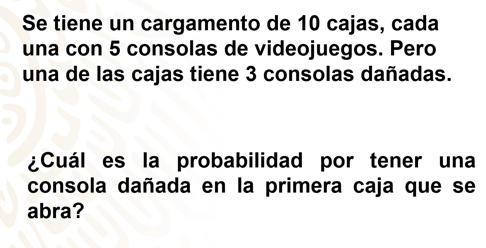 Se tiene un cargamento de 10 cajas, cada
una con 5 consolas de videojuegos. Pero
una de las cajas tiene 3 consolas dañadas.
¿Cuál es la probabilidad por tener una
consola dañada en la primera caja que se
abra?